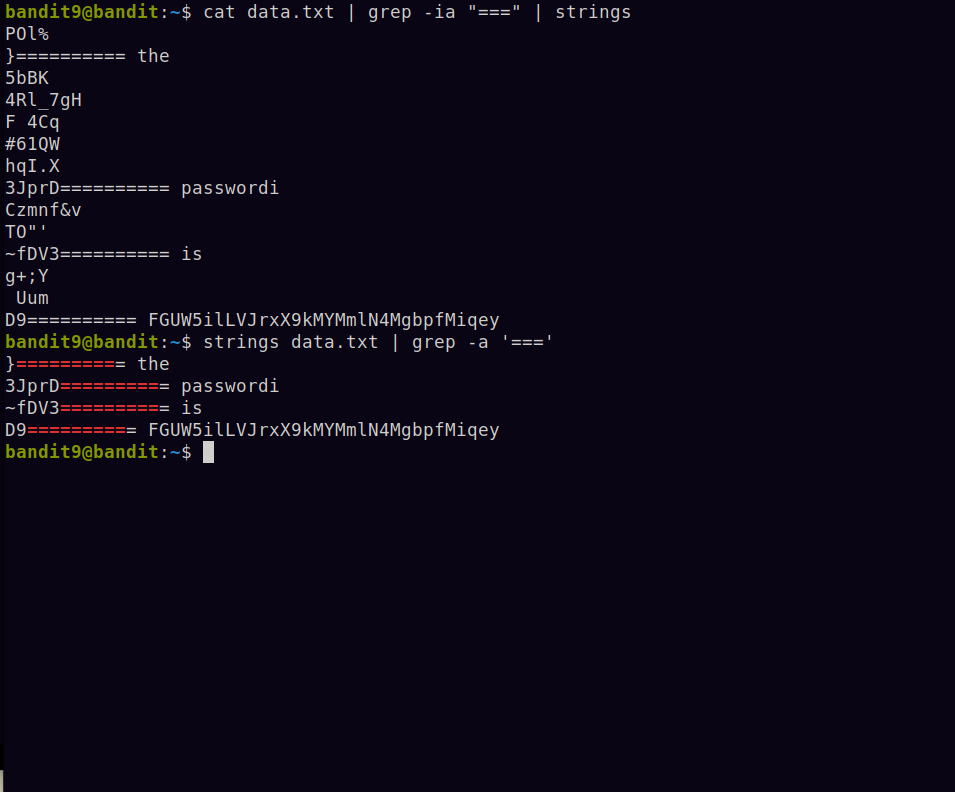 bandit9@bandit:~$ cat data.txt | grep -ia "===" | strings
POl%
}========== the
5bBK
4Rl_7gH
F 4Cq
#61QW
hqI.X
3JprD========== passwordi
Czmnf&v
TO"'
~fDV3========== is
g+;Y
 Uum
D9========== FGUW5ilLVJrxX9kMYMmlN4MgbpfMiqey
bandit9@bandit:~$ strings data.txt | grep -a '==='
}========== the
3JprD========== passwordi
~fDV3========== is
D9========== FGUW5ilLVJrxX9kMYMmlN4MgbpfMiqey
bandit9@bandit:~$